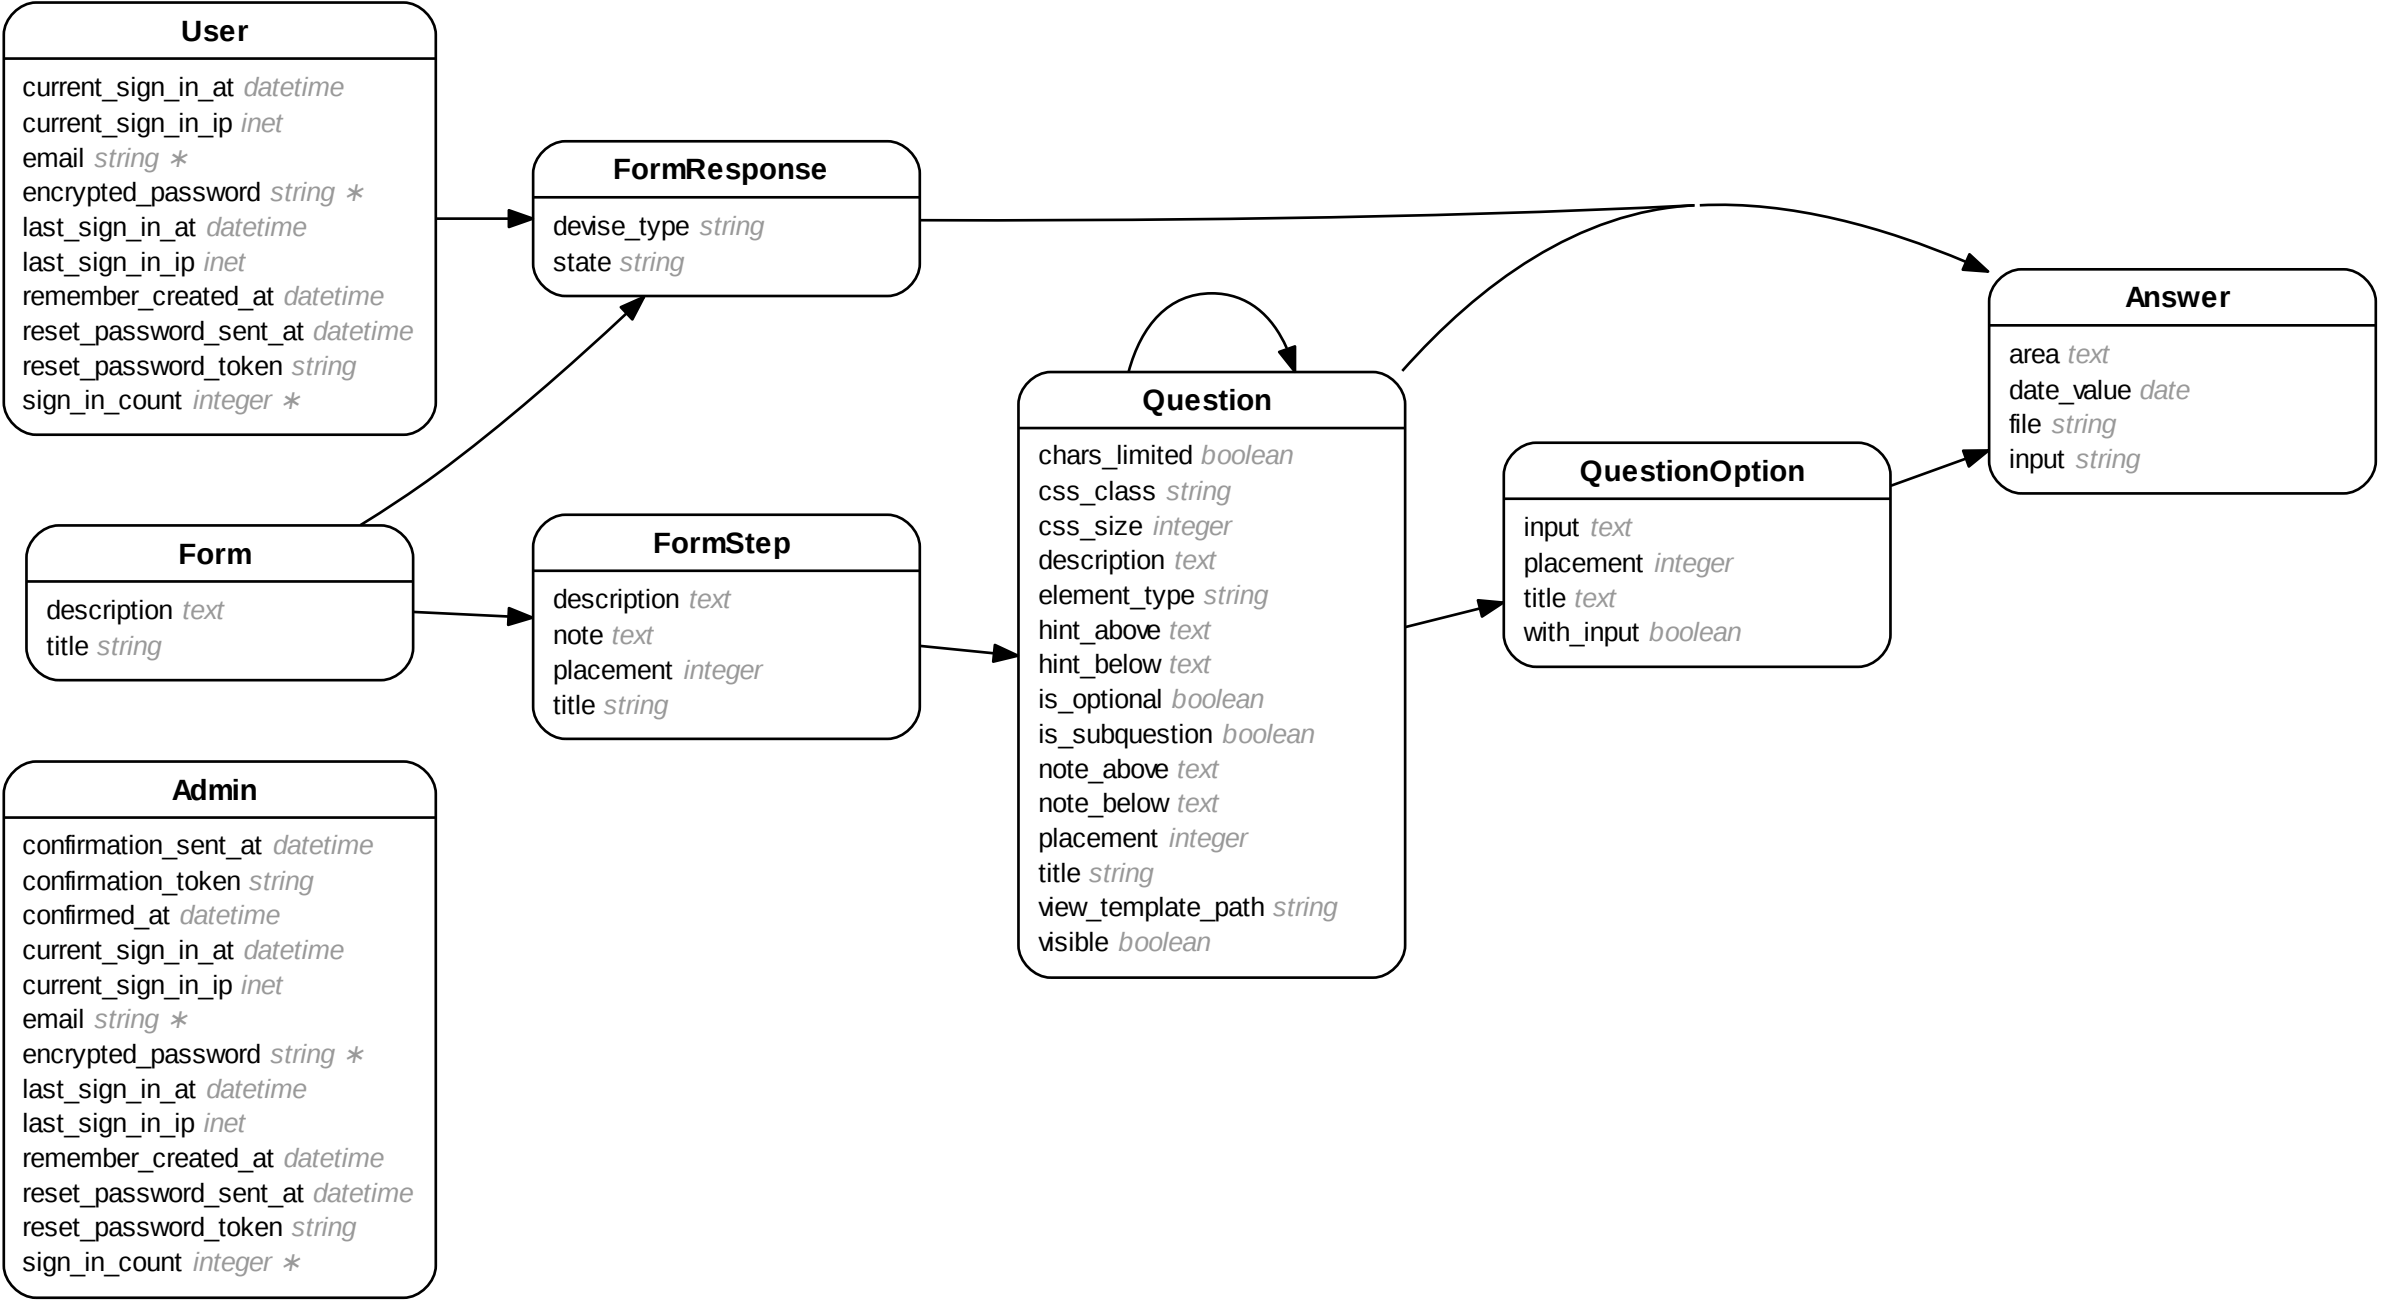 User
current_sign_in_at datetime
current_sign_in_ip inet
email string ∗
encrypted_password string ∗
last_sign_in_at datetime
last_sign_in_ip inet
remember_created_at datetime
reset_password_sent_at datetime
reset_password_token string
sign_in_count integer ∗
FormResponse
devise_type string
state string
Answer
area text
date_value date
file string
input string
Question
chars_limited boolean
css_class string
css_size integer
description text
element_type string
hint_above text
hint_below text
is_optional boolean
is_subquestion boolean
note_above text
note_below text
placement integer
title string
view_template_path string
visible boolean
QuestionOption
input text
placement integer
title text
with_input boolean
Form
description text
title string
FormStep
description text
note text
placement integer
title string
Admin
confirmation_sent_at datetime
confirmation_token string
confirmed_at datetime
current_sign_in_at datetime
current_sign_in_ip inet
email string ∗
encrypted_password string ∗
last_sign_in_at datetime
last_sign_in_ip inet
remember_created_at datetime
reset_password_sent_at datetime
reset_password_token string
sign_in_count integer ∗